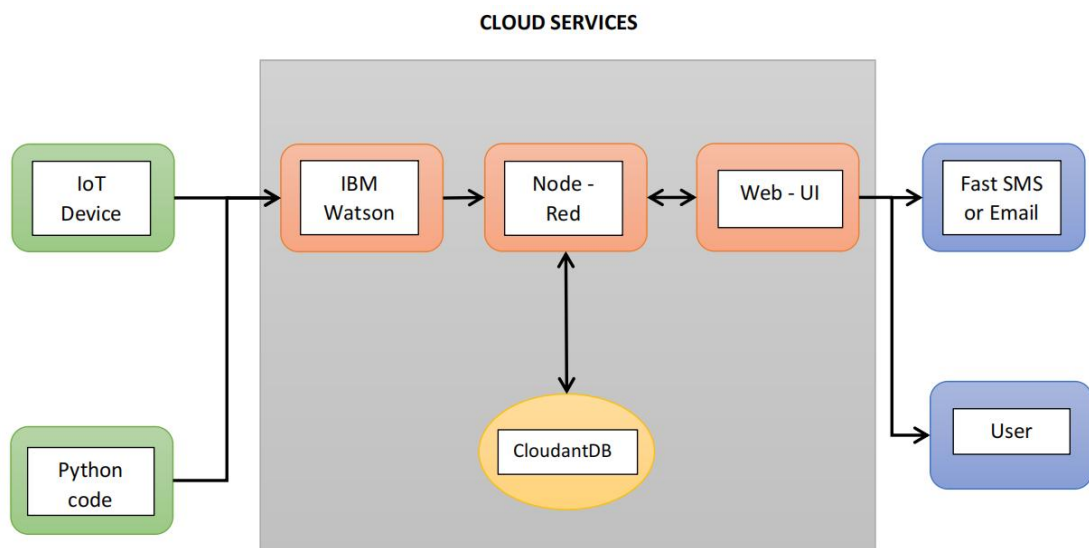 CLOUD SERVICES
IoT
Device
IBM
Watson
Node -
Red
Web - UI
Fast SMS
or Email
Python
code
CloudantDB
User